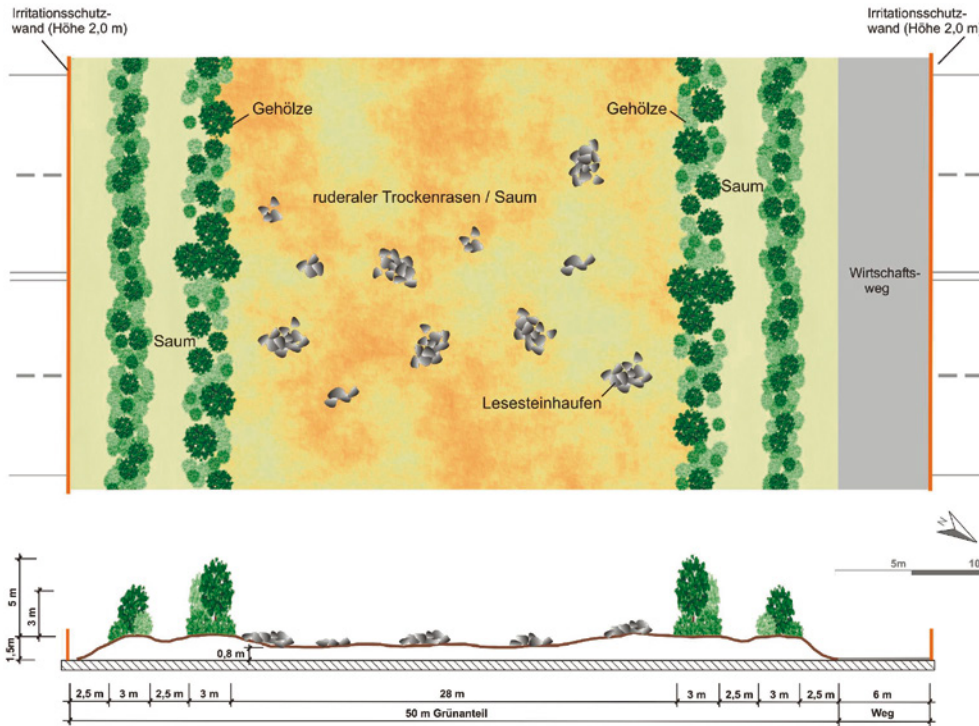 Irritationsschutz-
wand (Höhe 2,0 m)
Irritationsschutz-
wand (Höhe 2,0 m
Gehölze
Gehölze
ruderaler Trockenrasen / Saum
Saum
Wirtschafts-
weg
Saum
Lesesteinhaufen
N
5m 10
5 m
3 m
1,5m
0,8 m
2,5 m 3 m 2,5 m 3 m 28 m 3 m 2,5 m 3 m 2,5 m 6 m
50 m Grünanteil Weg